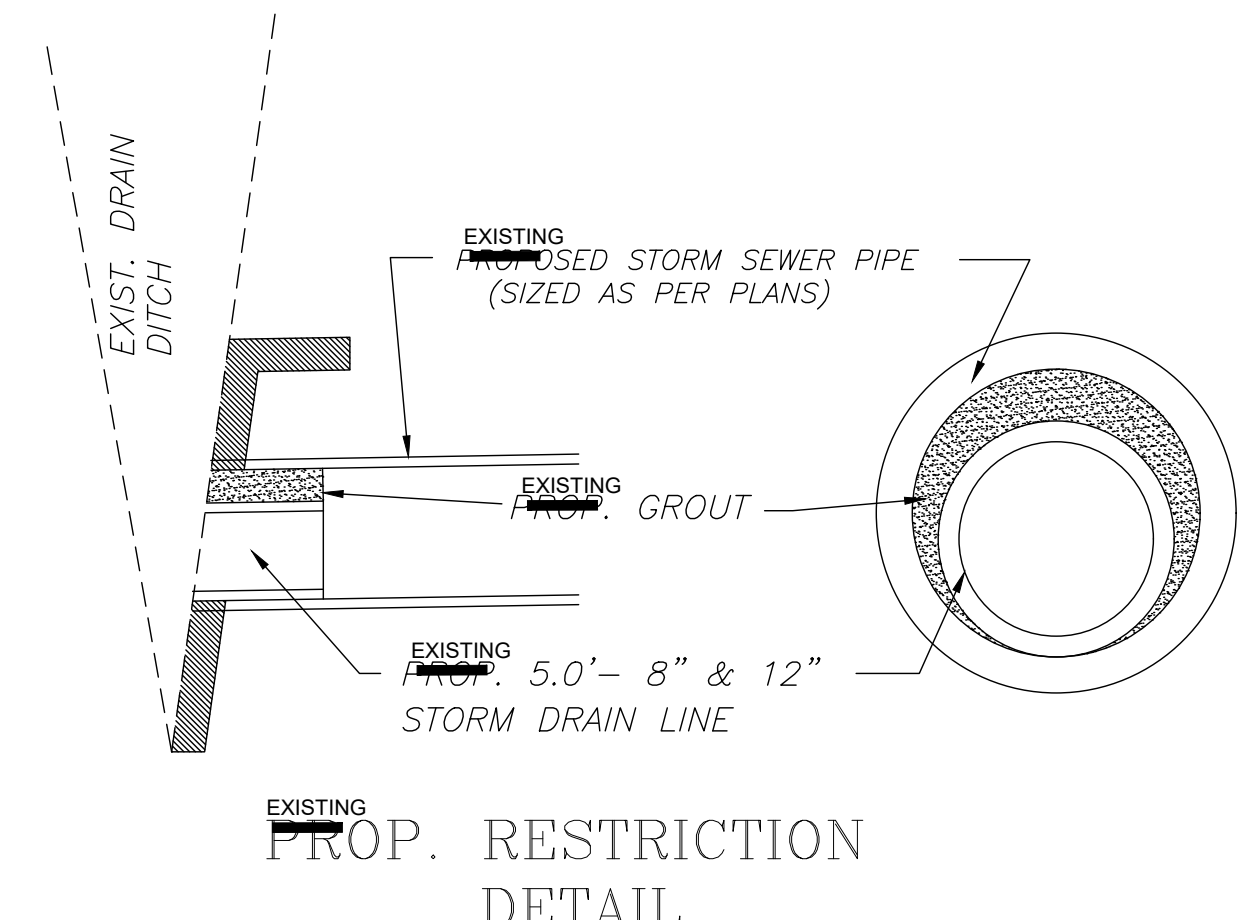 EXIST. DRAIN
DITCH
EXISTING
PROPOSED STORM SEWER PIPE
(SIZED AS PER PLANS)
EXISTING
PROP. GROUT
EXISTING
PROP. 5.0'- 8" & 12"
STORM DRAIN LINE
EXISTING
PROP. RESTRICTION
DETAIL